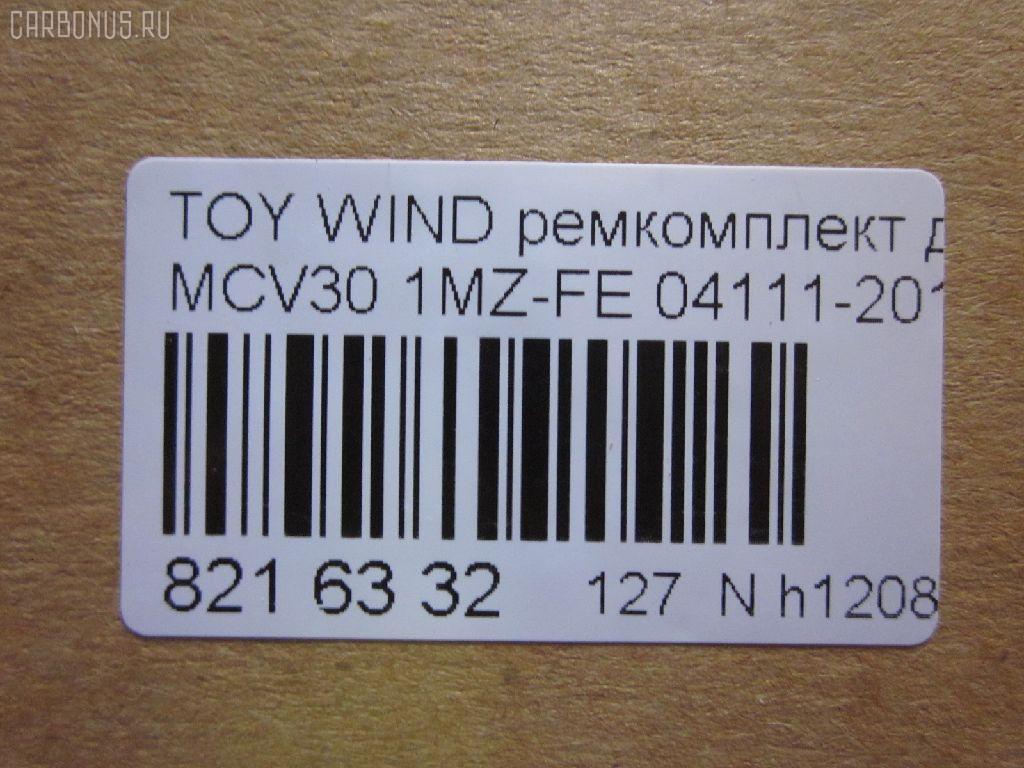 CARBONUS.RU
TOY WIND ремкомплект
MCV30 1MZ-FE 04111-20
821 63 32 127 N h1208